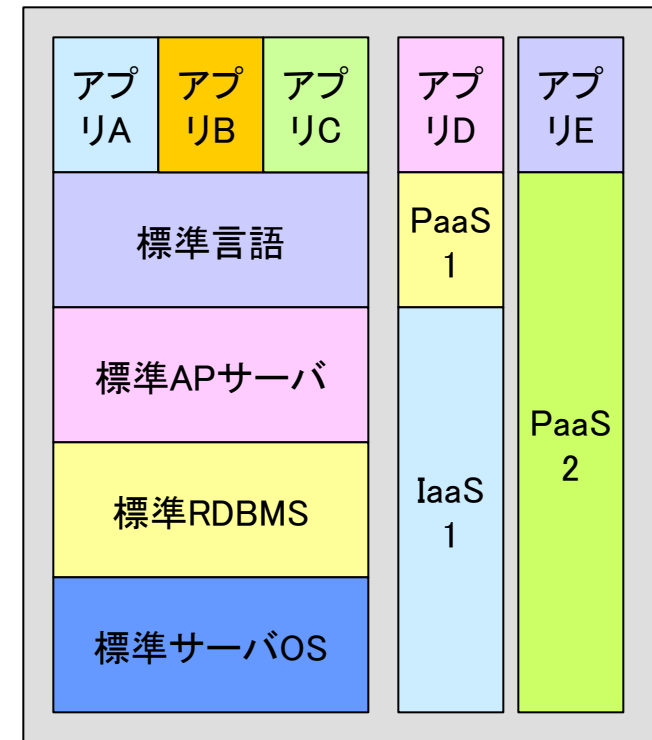 アプ
リA
アプ
リB
アプ
リC
アプ
リD
アプ
リE
標準言語
PaaS
1
標準APサーバ
PaaS
2
標準RDBMS
IaaS
1
標準サーバOS